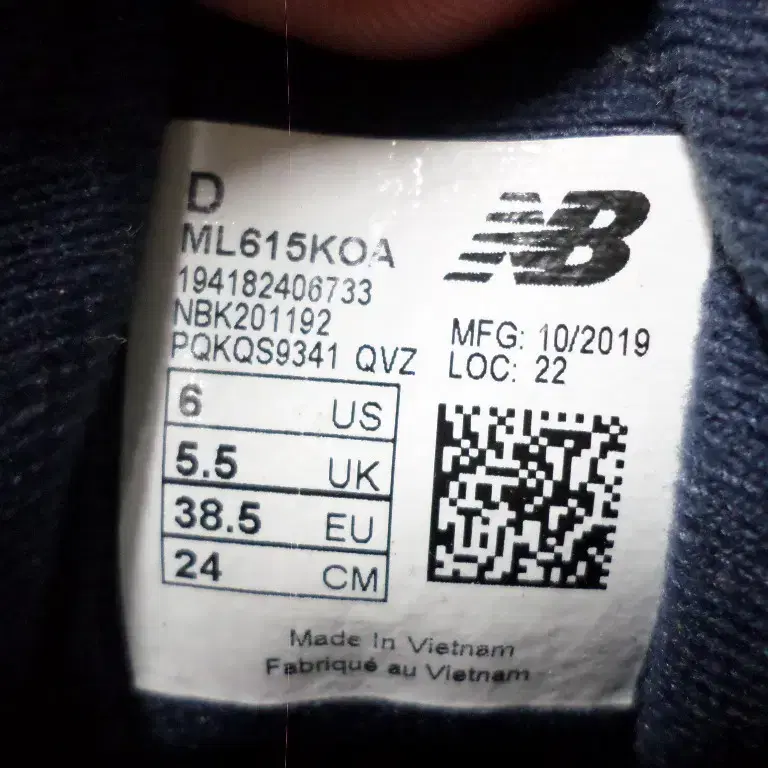 D
ML615KOA
194182406733
NBK201192
PQKQS9341 QVZ
NB
MFG: 10/2019
LOC: 22
6 US
5.5 UK
38.5 EU
24 CM
Made In Vietnam
Fabriqué au Vietnam